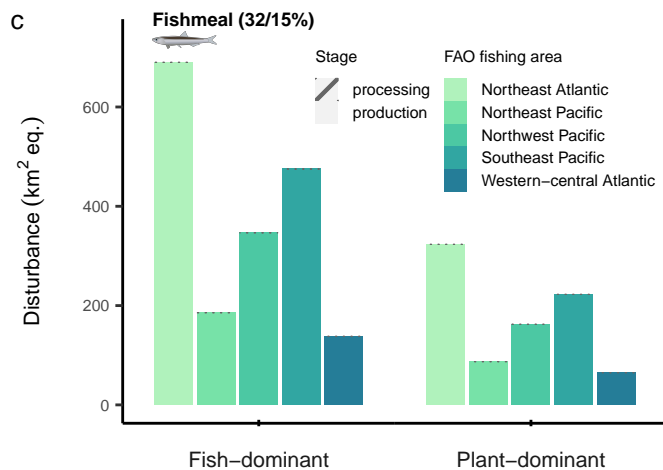 c
Fishmeal (32/15%)
Stage
processing
production
FAO fishing area
Northeast Atlantic
Northeast Pacific
Northwest Pacific
Southeast Pacific
Western−central Atlantic
Disturbance (km² eq.)
600
400
200
0
Fish−dominant
Plant−dominant